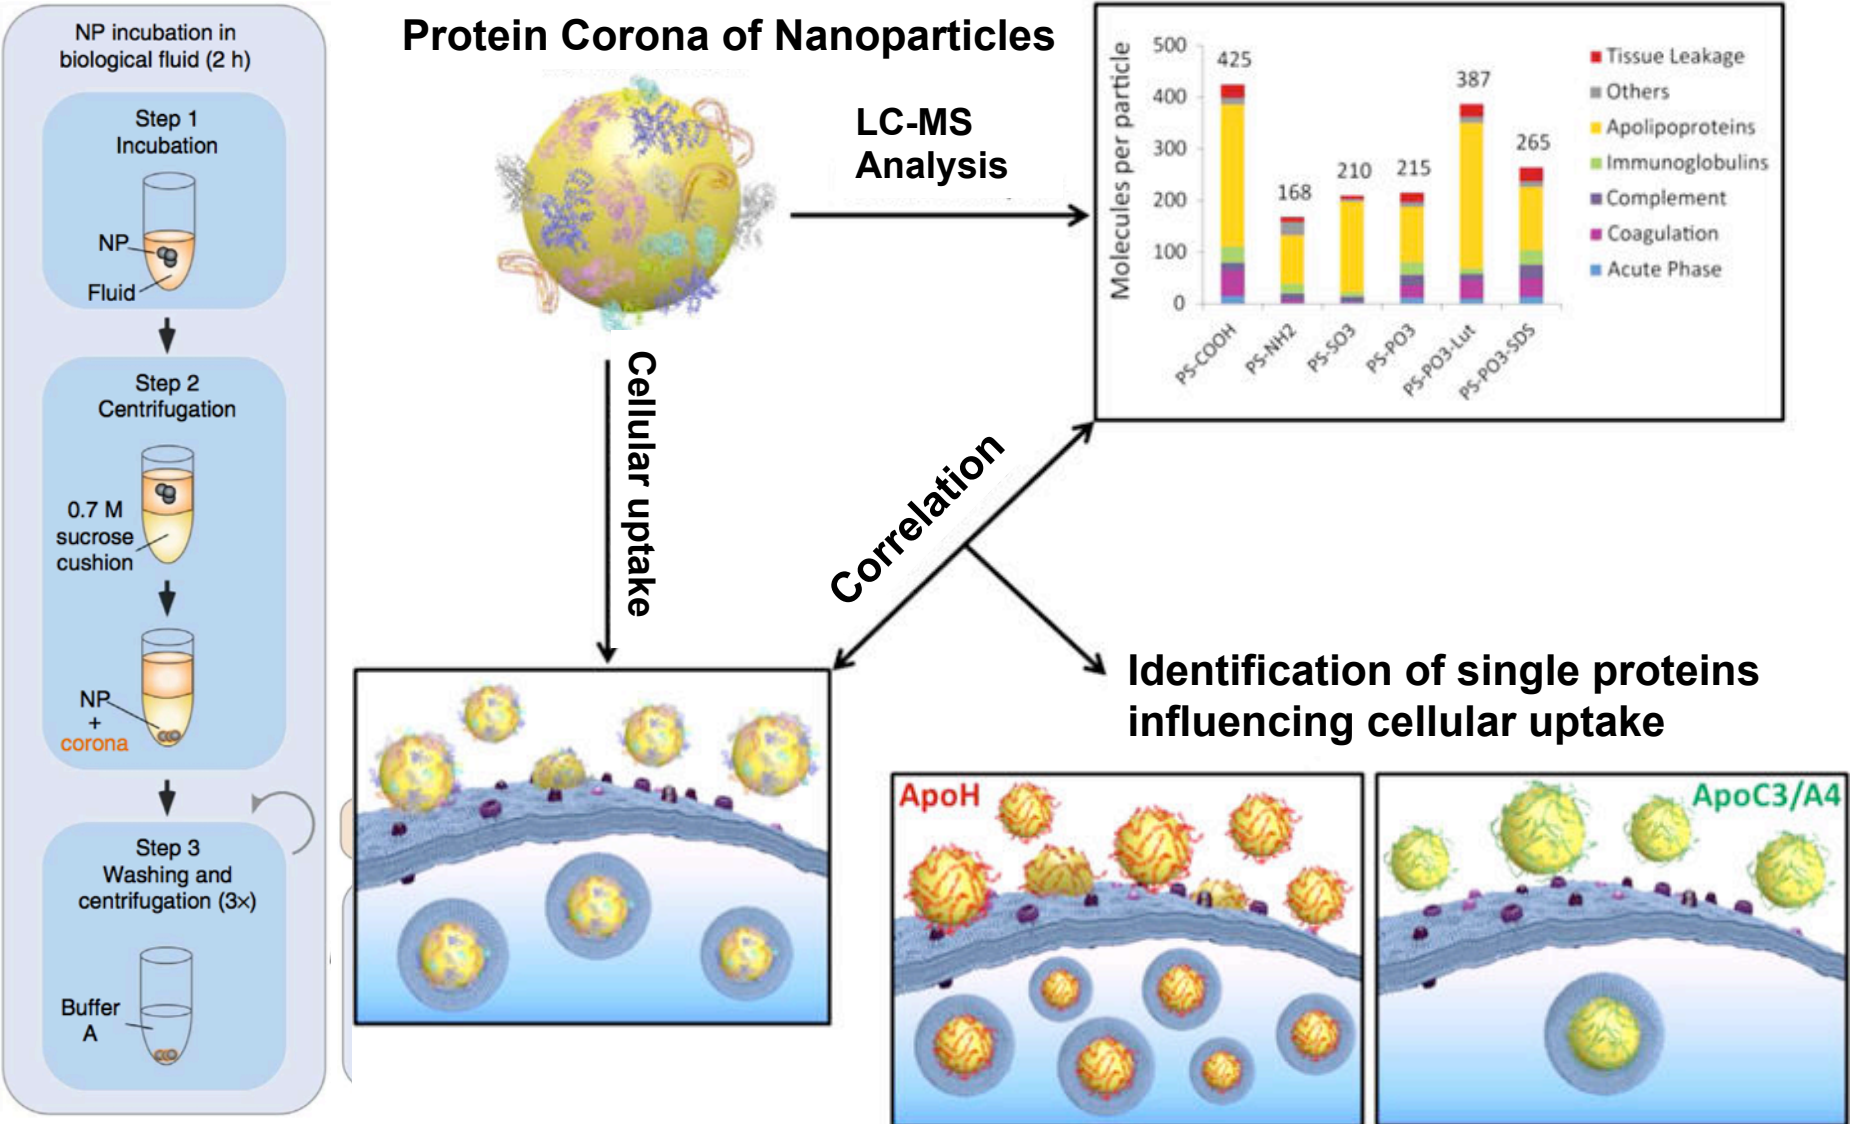 NP incubation in
biological fluid (2 h)
Step 1
Incubation
NP
Fluid
Step 2
Centrifugation
0.7 M
sucrose
cushion
NP
+
corona
Step 3
Washing and
centrifugation (3×)
Buffer
A
Protein Corona of Nanoparticles
LC-MS
Analysis
Cellular uptake
Correlation
Molecules per particle
500
400
300
200
100
0
425
168
210
215
387
265
PS-COOH
PS-NH2
PS-SO3
PS-PO3
PS-PO3-Lut
PS-PO3-SDS
Tissue Leakage
Others
Apolipoproteins
Immunoglobulins
Complement
Coagulation
Acute Phase
Identification of single proteins
influencing cellular uptake
ApoH
ApoC3/A4